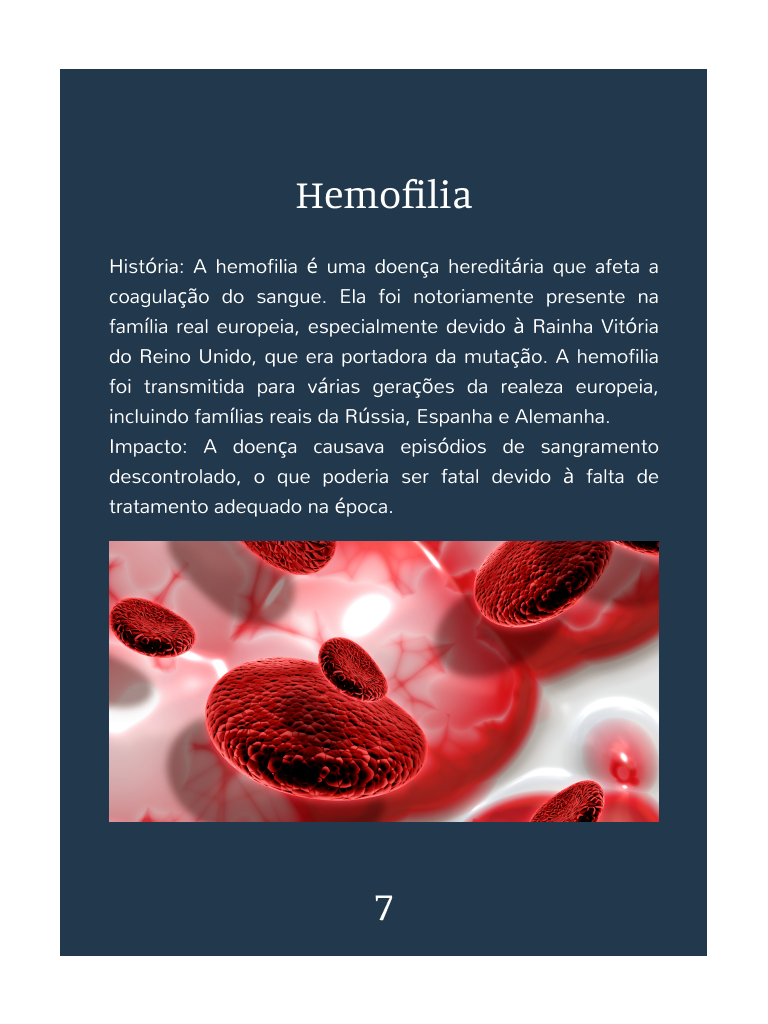 Hemofilia
História: A hemofilia é uma doença hereditária que afeta a
coagulação do sangue. Ela foi notoriamente presente na
família real europeia, especialmente devido à Rainha Vitória
do Reino Unido, que era portadora da mutação. A hemofilia
foi transmitida para várias gerações da realeza europeia,
incluindo famílias reais da Rússia, Espanha e Alemanha.
Impacto: A doença causava episódios de sangramento
descontrolado, o que poderia ser fatal devido à falta de
tratamento adequado na época.
7